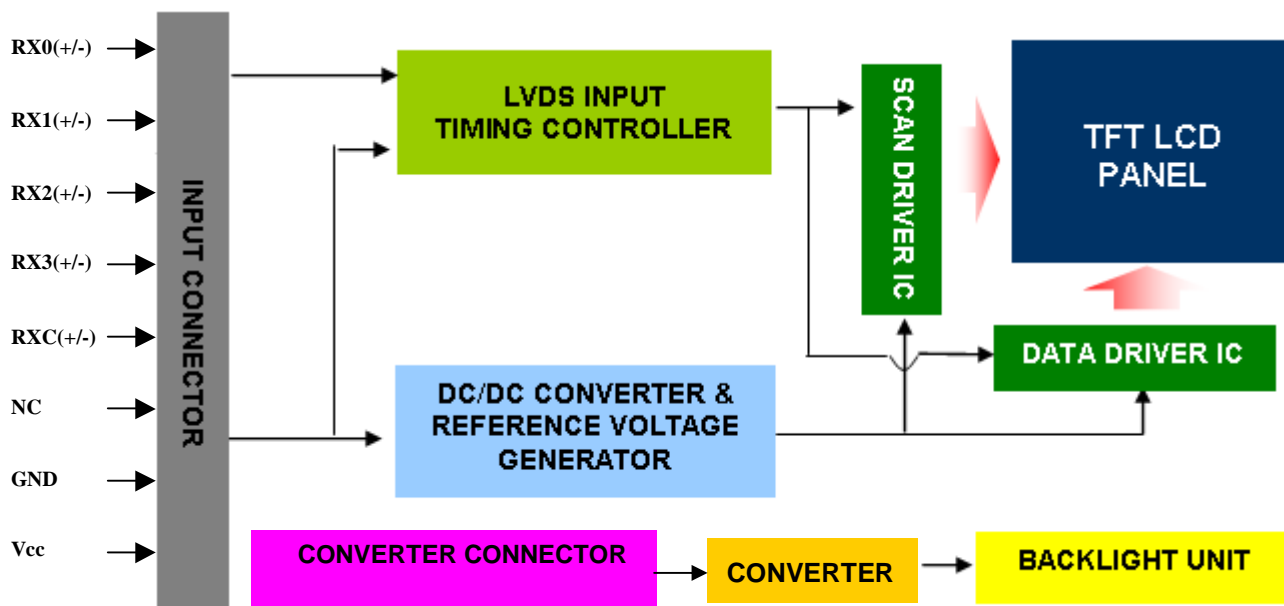 RX0(+/-)
RX1(+/-)
RX2(+/-)
RX3(+/-)
RXC(+/-)
NC
GND
Vcc
INPUT CONNECTOR
LVDS INPUT
TIMING CONTROLLER
SCAN DRIVER IC
TFT LCD
PANEL
DATA DRIVER IC
DC/DC CONVERTER &
REFERENCE VOLTAGE
GENERATOR
CONVERTER CONNECTOR
CONVERTER
BACKLIGHT UNIT